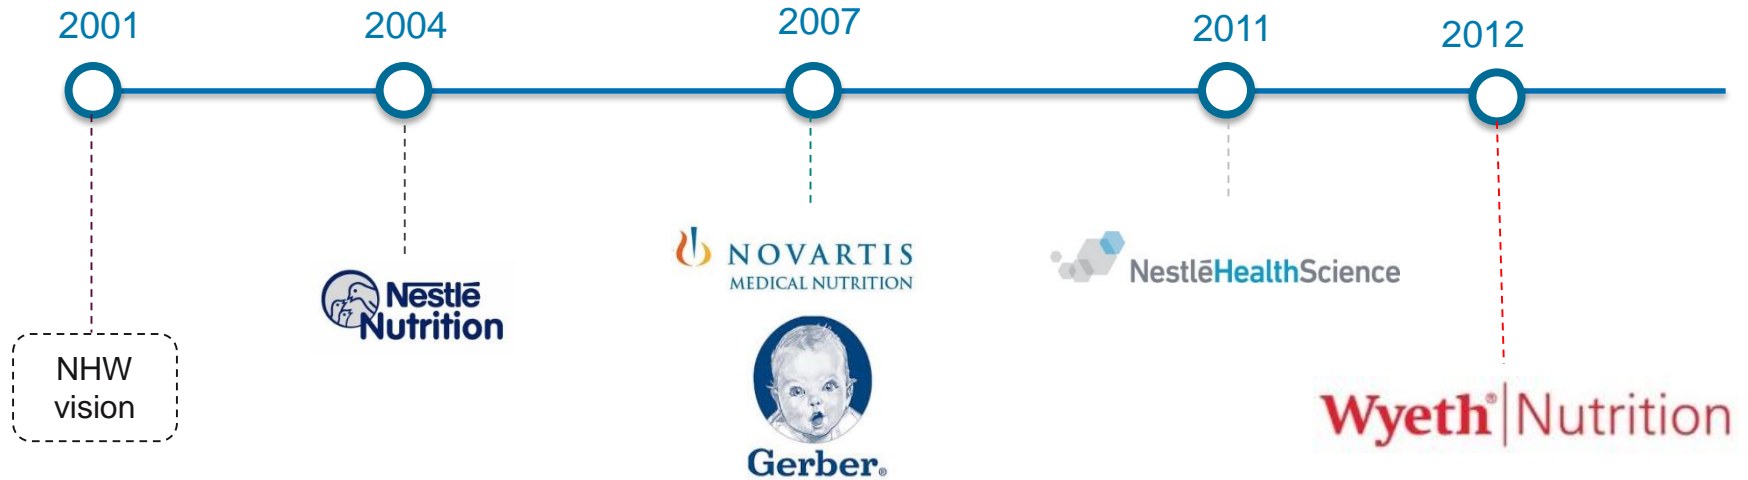 2001
2004
2007
2011
2012
NHW
vision
Nestlé
Nutrition
NOVARTIS
MEDICAL NUTRITION
Gerber®
NestléHealthScience
Wyeth®|Nutrition